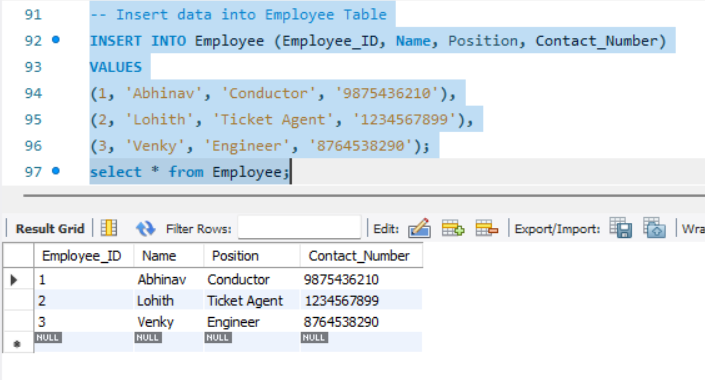 91 -- Insert data into Employee Table
92 INSERT INTO Employee (Employee_ID, Name, Position, Contact_Number)
93 VALUES
94 (1, 'Abhinav', 'Conductor', '9875436210'),
95 (2, 'Lohith', 'Ticket Agent', '1234567899'),
96 (3, 'Venky', 'Engineer', '8764538290');
97 select * from Employee;
Result Grid Filter Rows: Edit: Export/Import: Wra
Employee_ID Name Position Contact_Number
1 Abhinav Conductor 9875436210
2 Lohith Ticket Agent 1234567899
3 Venky Engineer 8764538290
NULL NULL NULL NULL